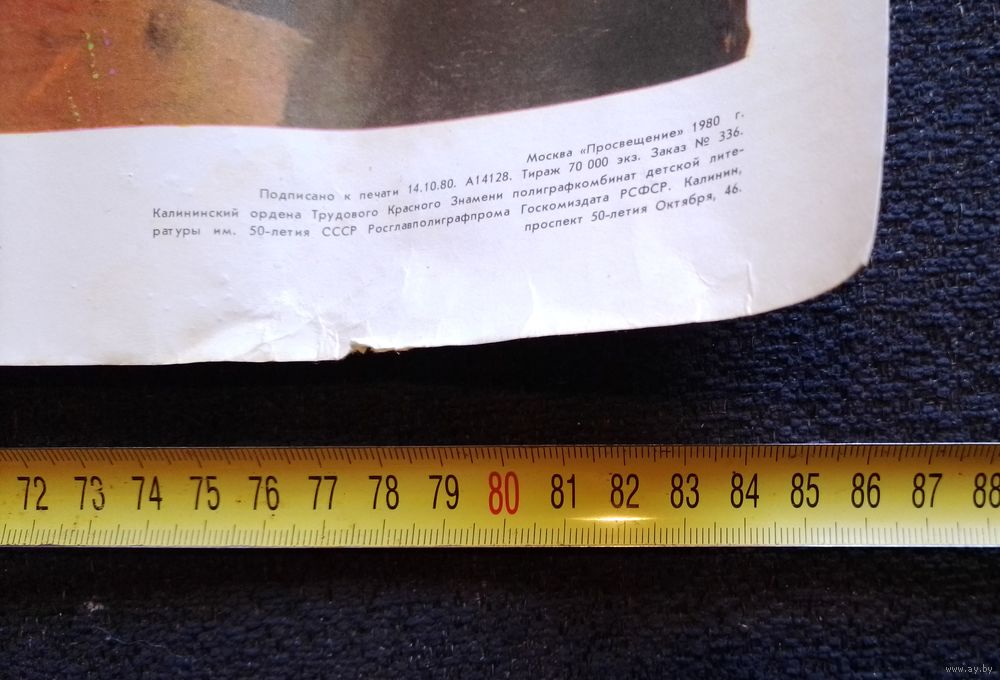 Москва «Просвещение» 1980 г.
Подписано к печати 14.10.80. А14128. Тираж 70 000 экз. Заказ № 336.
Калининский ордена Трудового Красного Знамени полиграфкомбинат детской лите-
ратуры им. 50-летия СССР Росглавполиграфпрома Госкомиздата РСФСР. Калинин,
проспект 50-летия Октября, 46.
72 73 74 75 76 77 78 79 80 81 82 83 84 85 86 87 88
www.ay.by